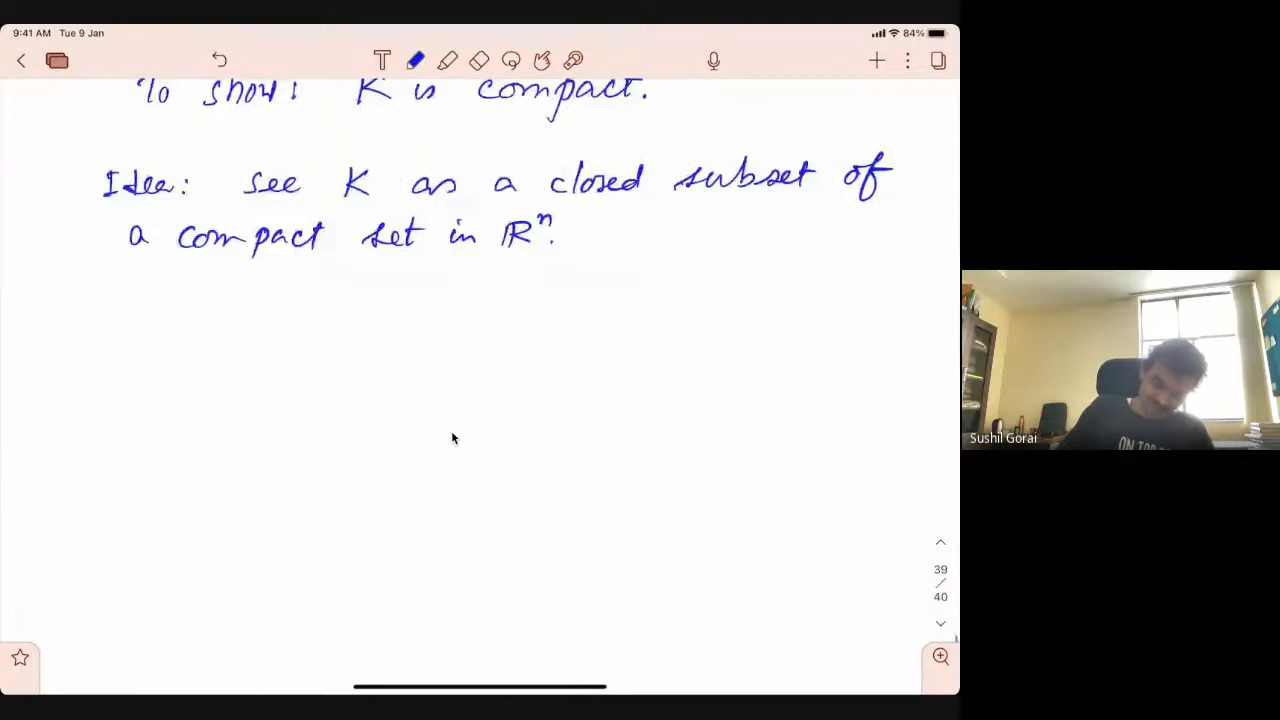 9:41 AM Tue 9 Jan
84%
To show: K is compact.
Idea: see K as a closed subset of
a compact set in ℝⁿ.
Sushil Gorai
39
/
40